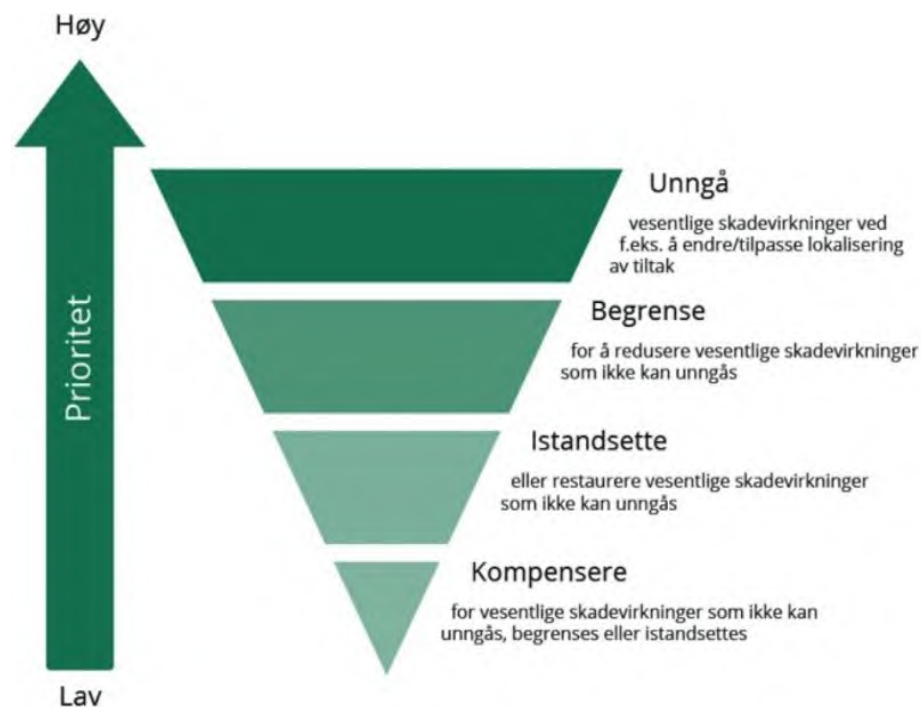 Høy
Prioritet
Unngå
vesentlige skadevirkninger ved
f.eks. å endre/tilpasse lokalisering
av tiltak
Begrense
for å redusere vesentlige skadevirkninger
som ikke kan unngås
Istandsette
eller restaurere vesentlige skadevirkninger
som ikke kan unngås
Kompensere
for vesentlige skadevirkninger som ikke kan
unngås, begrenses eller istandsettes
Lav